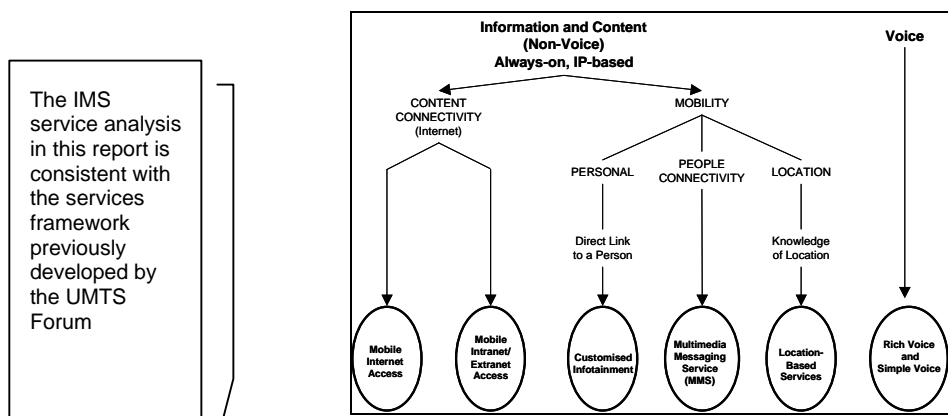 The IMS
service analysis
in this report is
consistent with
the services
framework
previously
developed by
the UMTS
Forum
Information and Content
(Non-Voice)
Always-on, IP-based
Voice
CONTENT
CONNECTIVITY
(Internet)
MOBILITY
PERSONAL
PEOPLE
CONNECTIVITY
LOCATION
Direct Link
to a Person
Knowledge
of Location
Mobile
Internet
Access
Mobile
Intranet/
Extranet
Access
Customised
Infotainment
Multimedia
Messaging
Service
(MMS)
Location-
Based
Services
Rich Voice
and
Simple Voice